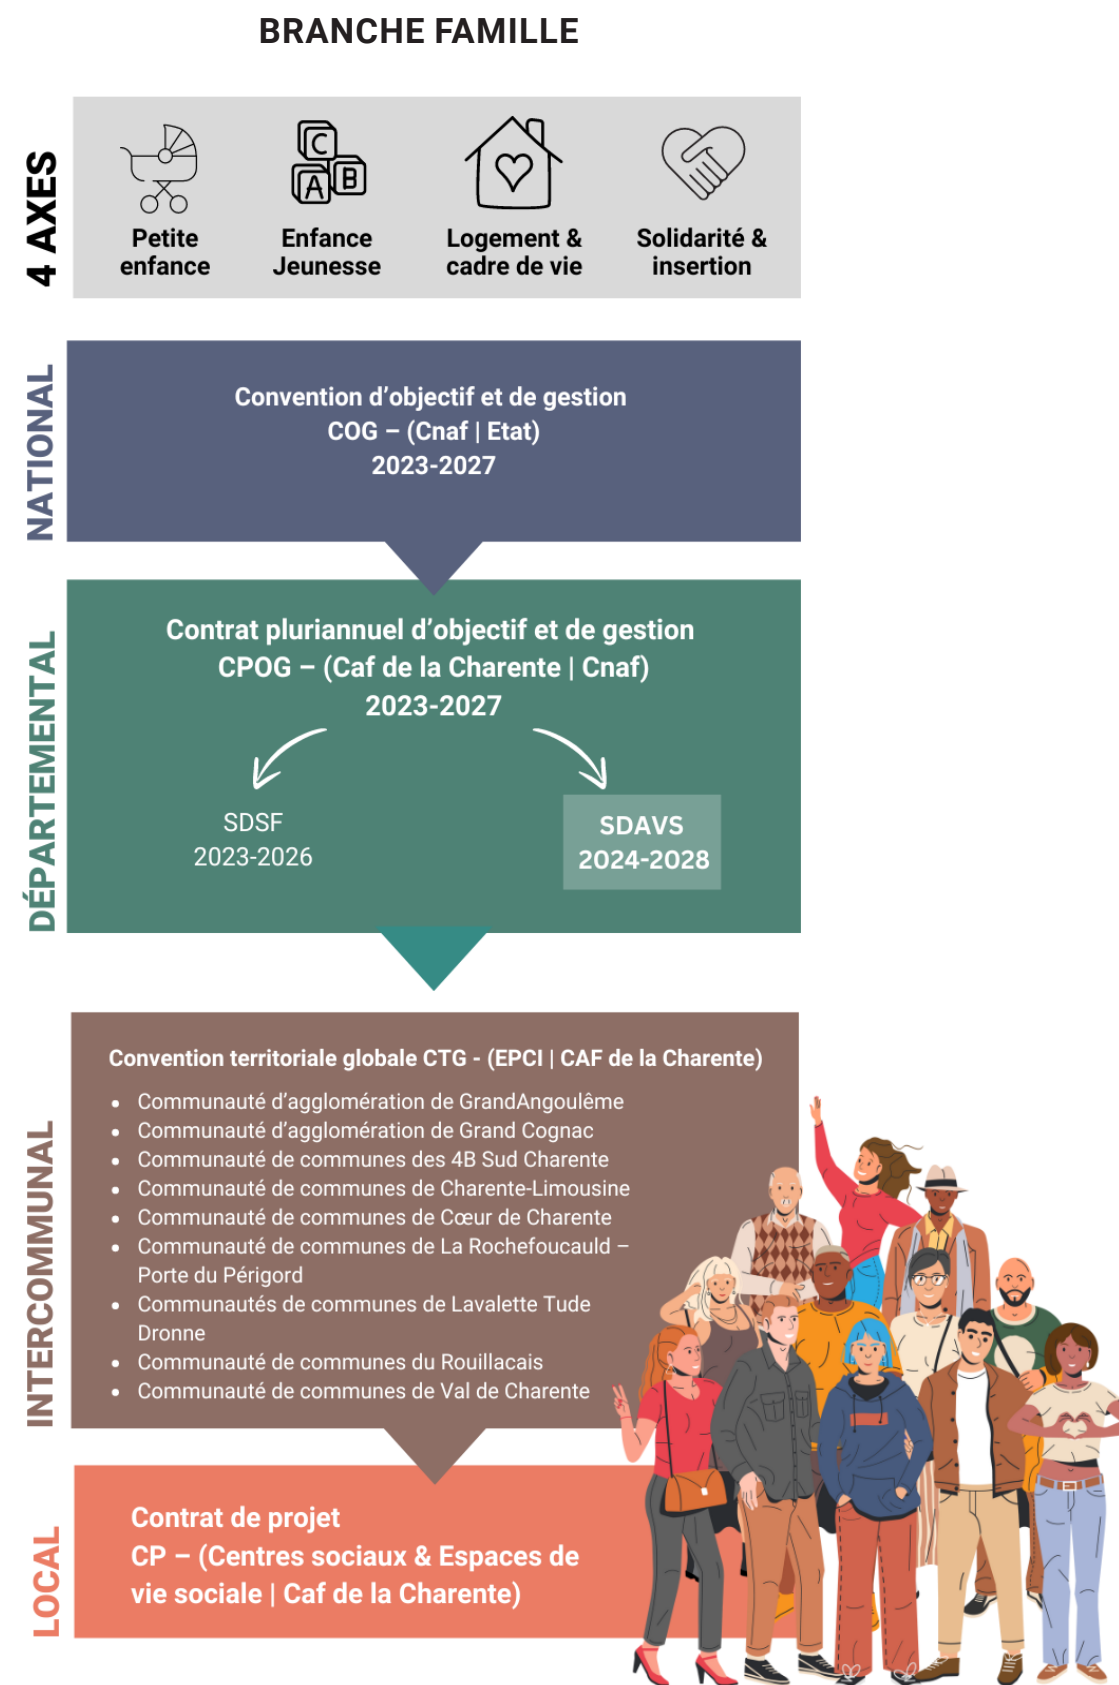 BRANCHE FAMILLE
4 AXES
Petite
enfance
Enfance
Jeunesse
Logement &
cadre de vie
Solidarité &
insertion
C
A
B
NATIONAL
Convention d’objectif et de gestion
COG – (Cnaf | Etat)
2023-2027
DÉPARTEMENTAL
Contrat pluriannuel d’objectif et de gestion
CPOG – (Caf de la Charente | Cnaf)
2023-2027
SDSF
2023-2026
SDAVS
2024-2028
INTERCOMMUNAL
Convention territoriale globale CTG - (EPCI | CAF de la Charente)
• Communauté d’agglomération de GrandAngoulême
• Communauté d’agglomération de Grand Cognac
• Communauté de communes des 4B Sud Charente
• Communauté de communes de Charente-Limousine
• Communauté de communes de Cœur de Charente
• Communauté de communes de La Rochefoucauld –
Porte du Périgord
• Communautés de communes de Lavalette Tude
Dronne
• Communauté de communes du Rouillacais
• Communauté de communes de Val de Charente
LOCAL
Contrat de projet
CP – (Centres sociaux & Espaces de
vie sociale | Caf de la Charente)